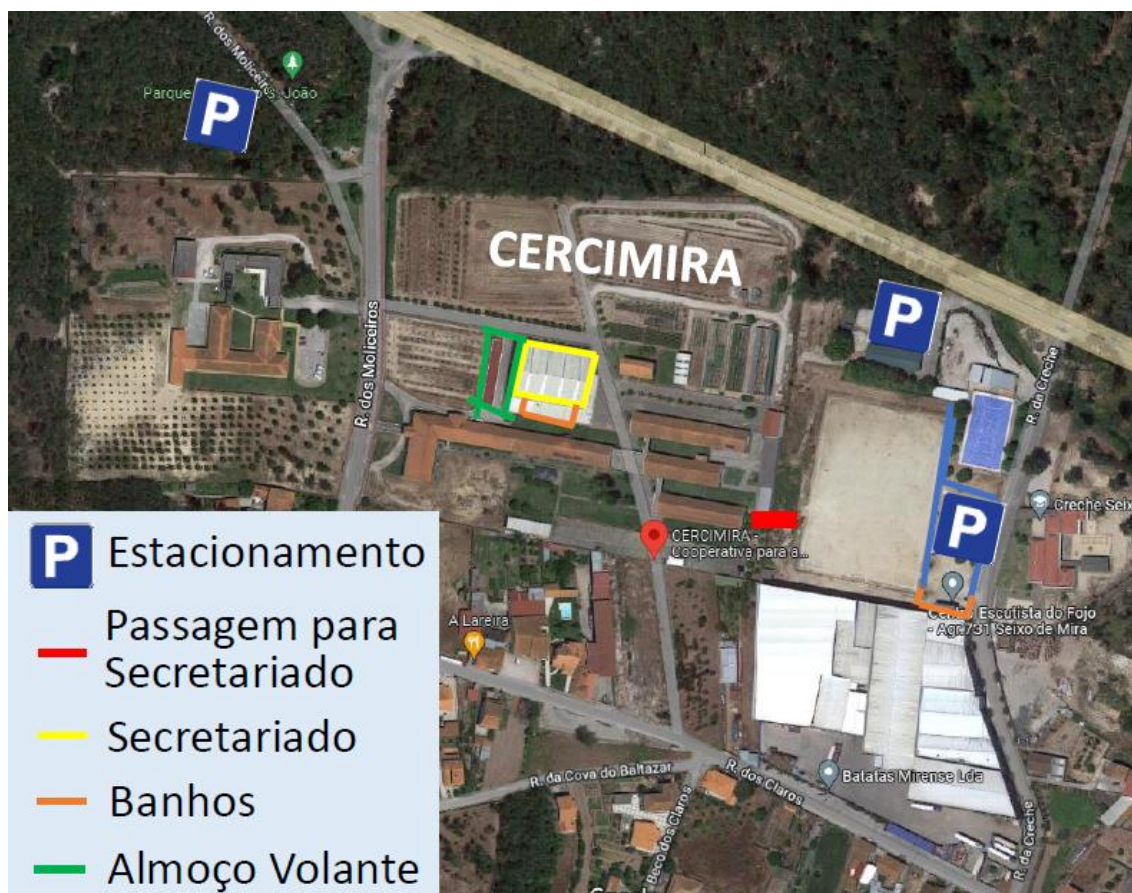 R. dos Moliceiros
Parque
S. João
P
CERCIMIRA
P
R. dos Moliceiros
R. da Creche
P
Creche Seix
CERCIMIRA -
Cooperativa para a...
Escutista do Fojo
- Agr.731 Seixo de Mira
A Lareira
R. da Cova do Baltazar
R. dos Claros
Batatas Mirense Lda
Beco dos Claros
R. da Creche
P Estacionamento
Passagem para
Secretariado
Secretariado
Banhos
Almoço Volante